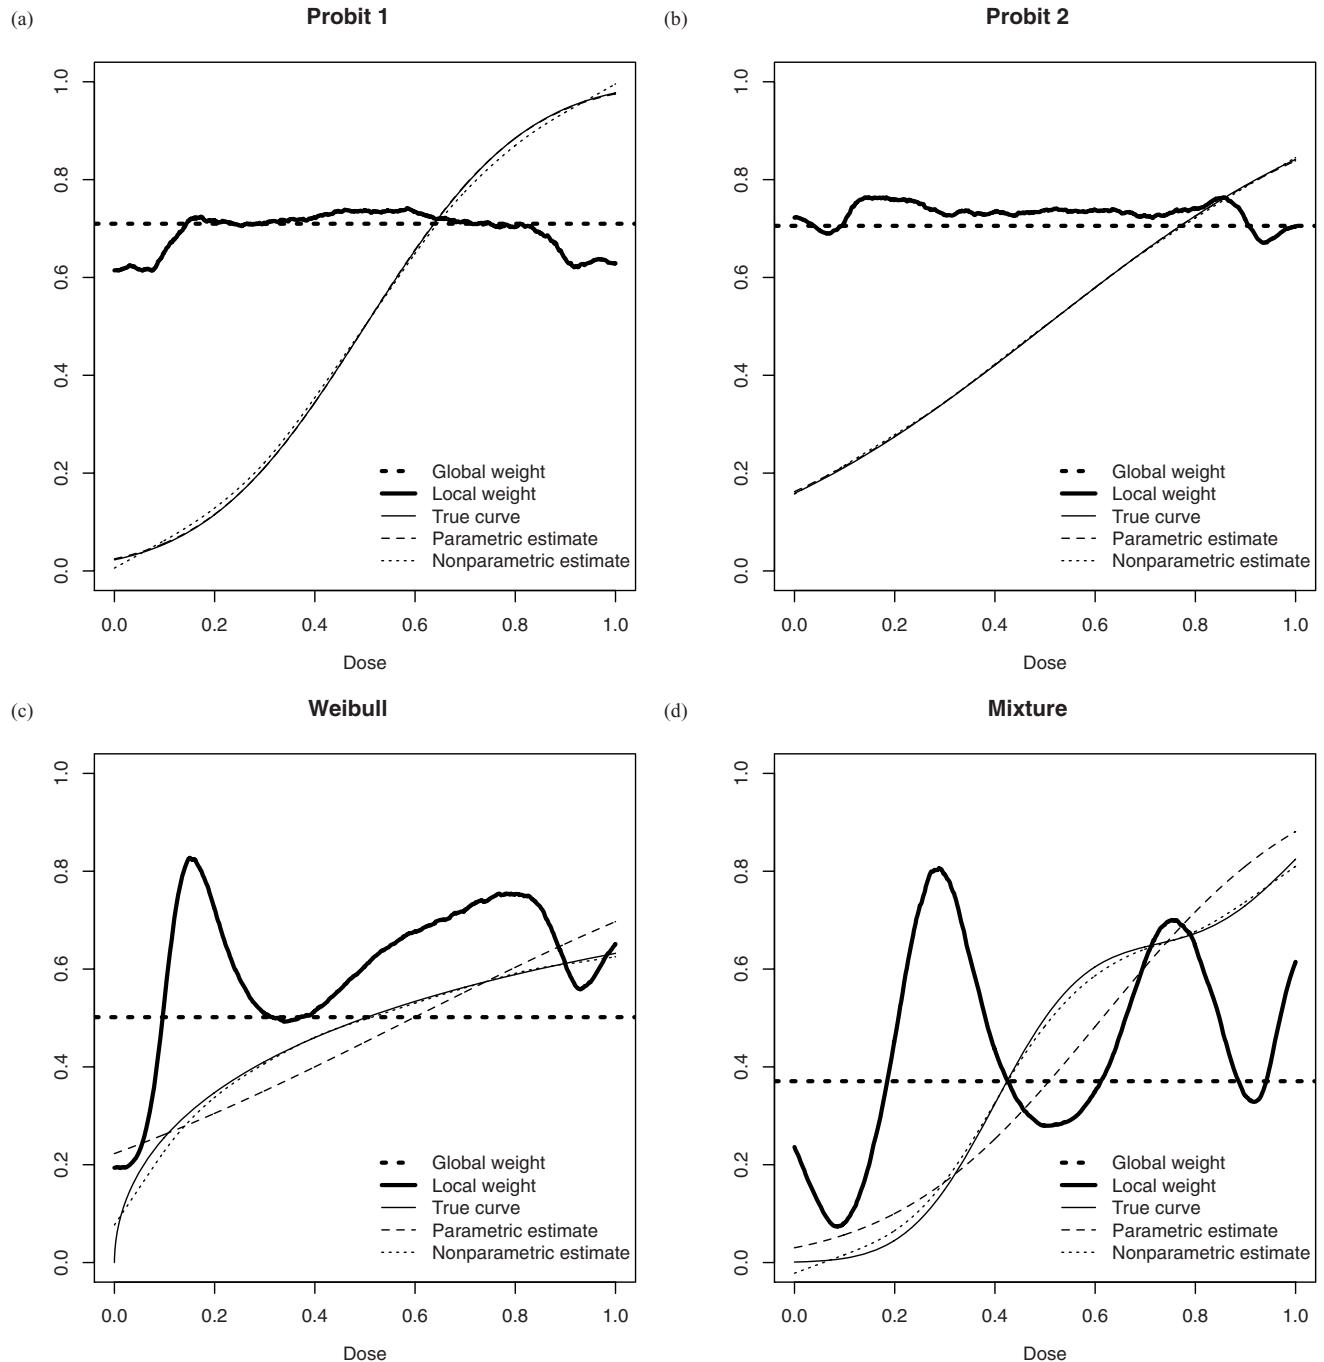 (a)
Probit 1
1.0
0.8
0.6
0.4
0.2
0.0
Global weight
Local weight
True curve
Parametric estimate
Nonparametric estimate
0.0 0.2 0.4 0.6 0.8 1.0
Dose
(b)
Probit 2
1.0
0.8
0.6
0.4
0.2
0.0
Global weight
Local weight
True curve
Parametric estimate
Nonparametric estimate
0.0 0.2 0.4 0.6 0.8 1.0
Dose
(c)
Weibull
1.0
0.8
0.6
0.4
0.2
0.0
Global weight
Local weight
True curve
Parametric estimate
Nonparametric estimate
0.0 0.2 0.4 0.6 0.8 1.0
Dose
(d)
Mixture
1.0
0.8
0.6
0.4
0.2
0.0
Global weight
Local weight
True curve
Parametric estimate
Nonparametric estimate
0.0 0.2 0.4 0.6 0.8 1.0
Dose